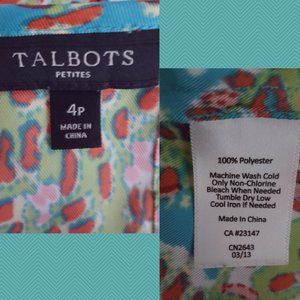 TALBOTS
PETITES
4P
MADE IN
CHINA
100% Polyester
Machine Wash Cold
Only Non-Chlorine
Bleach When Needed
Tumble Dry Low
Cool Iron if Needed
Made in China
CA #23147
CN2643
03/13